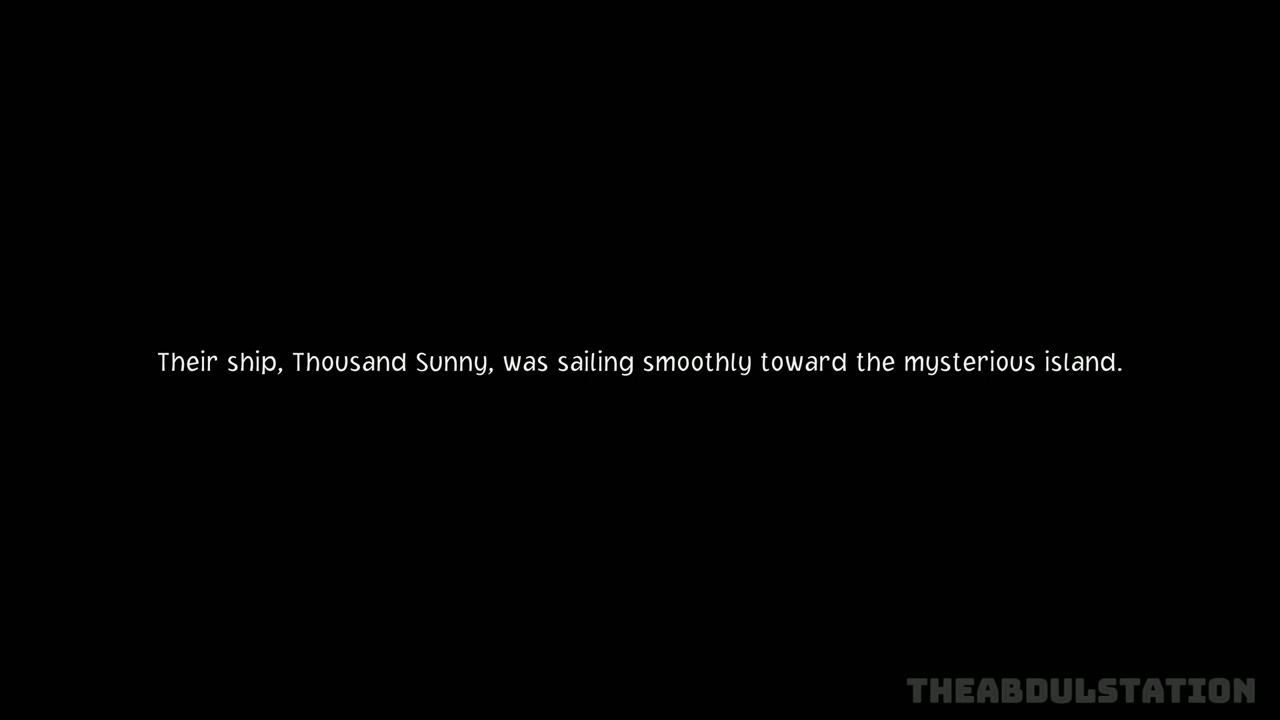 Their ship, Thousand Sunny, was sailing smoothly toward the mysterious island.
THEABDULSTATION